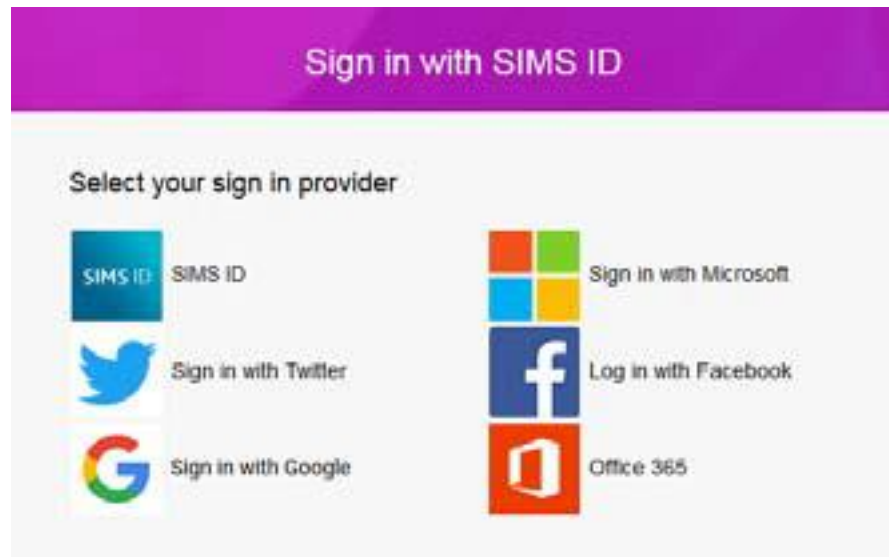 Sign in with SIMS ID
Select your sign in provider
SIMS ID
SIMS ID
Sign in with Microsoft
Sign in with Twitter
Log in with Facebook
Sign in with Google
Office 365